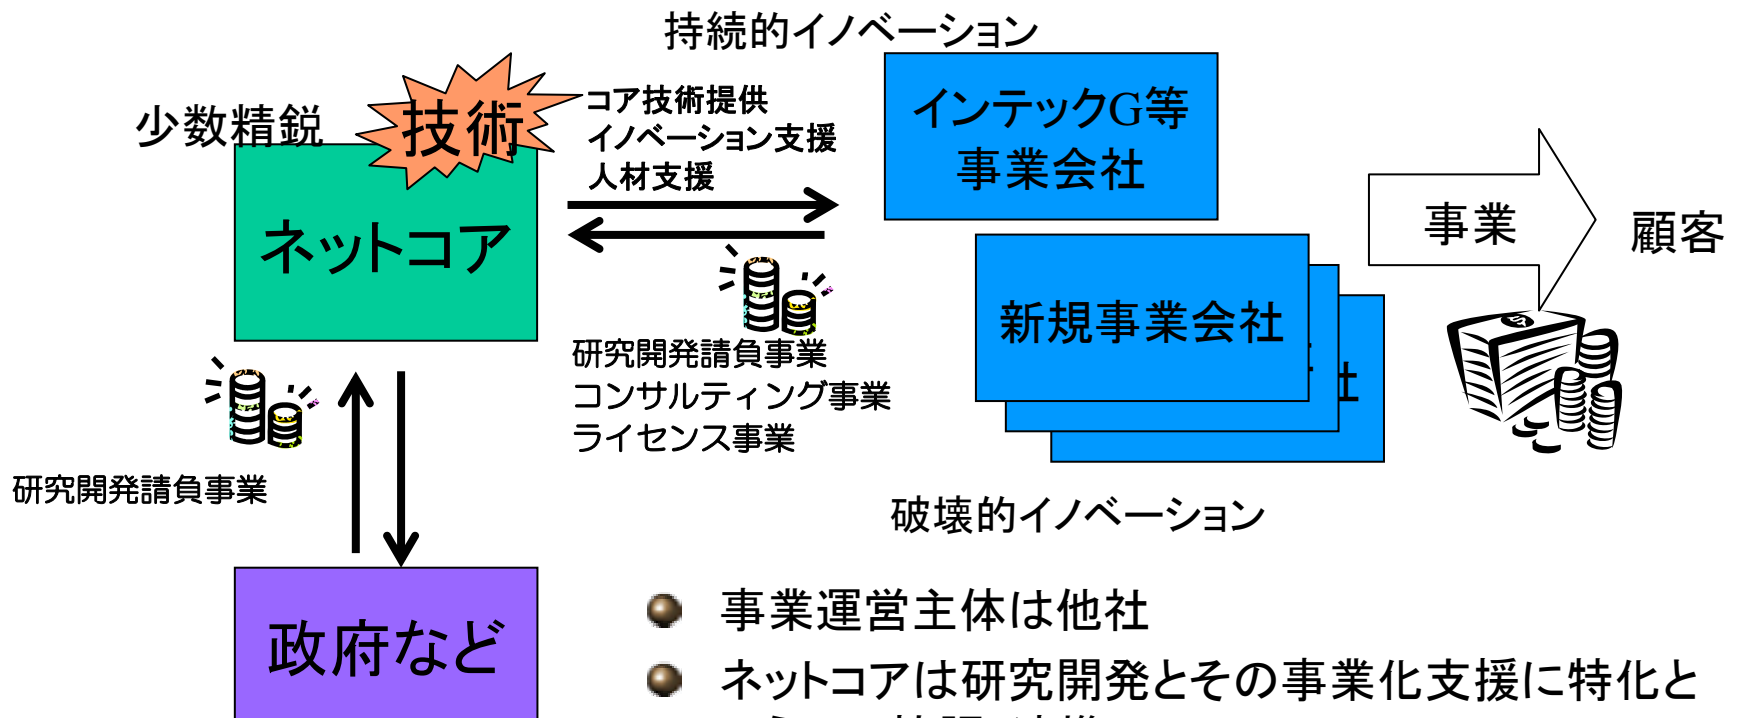 持続的イノベーション
少数精鋭
技術
コア技術提供
イノベーション支援
人材支援
インテックG等
事業会社
ネットコア
事業
顧客
新規事業会社
社
研究開発請負事業
コンサルティング事業
ライセンス事業
研究開発請負事業
破壊的イノベーション
政府など
事業運営主体は他社
ネットコアは研究開発とその事業化支援に特化と